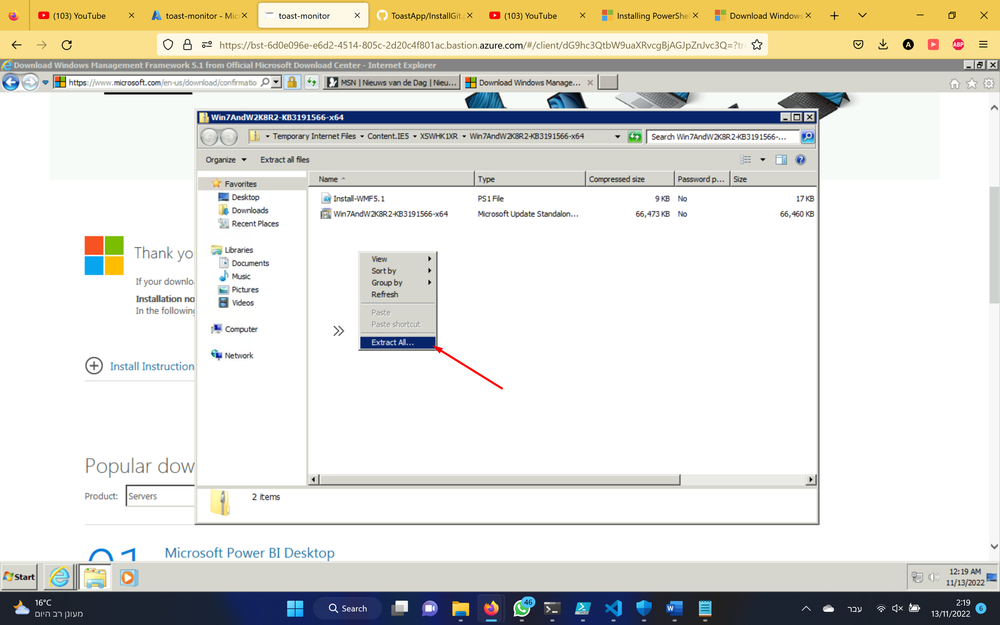 (103) YouTube
toast-monitor - Mic
toast-monitor
ToastApp/InstallGit.p
(103) YouTube
Installing PowerShel
Download Windows
https://bst-6d0e096e-e6d2-4514-805c-2d20c4f801ac.bastion.azure.com/#/client/dG9hc3QtbW9uaXRvcgBjAGJpZnJvc3Q=?tru
A
ABP
Download Windows Management Framework 5.1 from Official Microsoft Download Center - Internet Explorer
https://www.microsoft.com/en-us/download/confirmatio
MSN | Nieuws van de Dag | Nieu...
Download Windows Manage...
Win7AndW2K8R2-KB3191566-x64
Temporary Internet Files
Content.IE5
XSWHK1XR
Win7AndW2K8R2-KB3191566-x64
Search Win7AndW2K8R2-KB3191566-...
Organize
Extract all files
Favorites
Desktop
Downloads
Recent Places
Libraries
Documents
Music
Pictures
Videos
Computer
Network
Name
Type
Compressed size
Password p...
Size
Install-WMF5.1
PS1 File
9 KB
No
17 KB
Win7AndW2K8R2-KB3191566-x64
Microsoft Update Standalon...
66,473 KB
No
66,460 KB
View
Sort by
Group by
Refresh
Paste
Paste shortcut
Extract All...
2 items
Thank yo
If your downlo
Installation no
In the following
Install Instruction
Popular dow
Product:
Servers
Microsoft Power BI Desktop
Start
12:19 AM
11/13/2022
16°C
מעונן רב היום
Search
46
עבר
2:19
13/11/2022
6